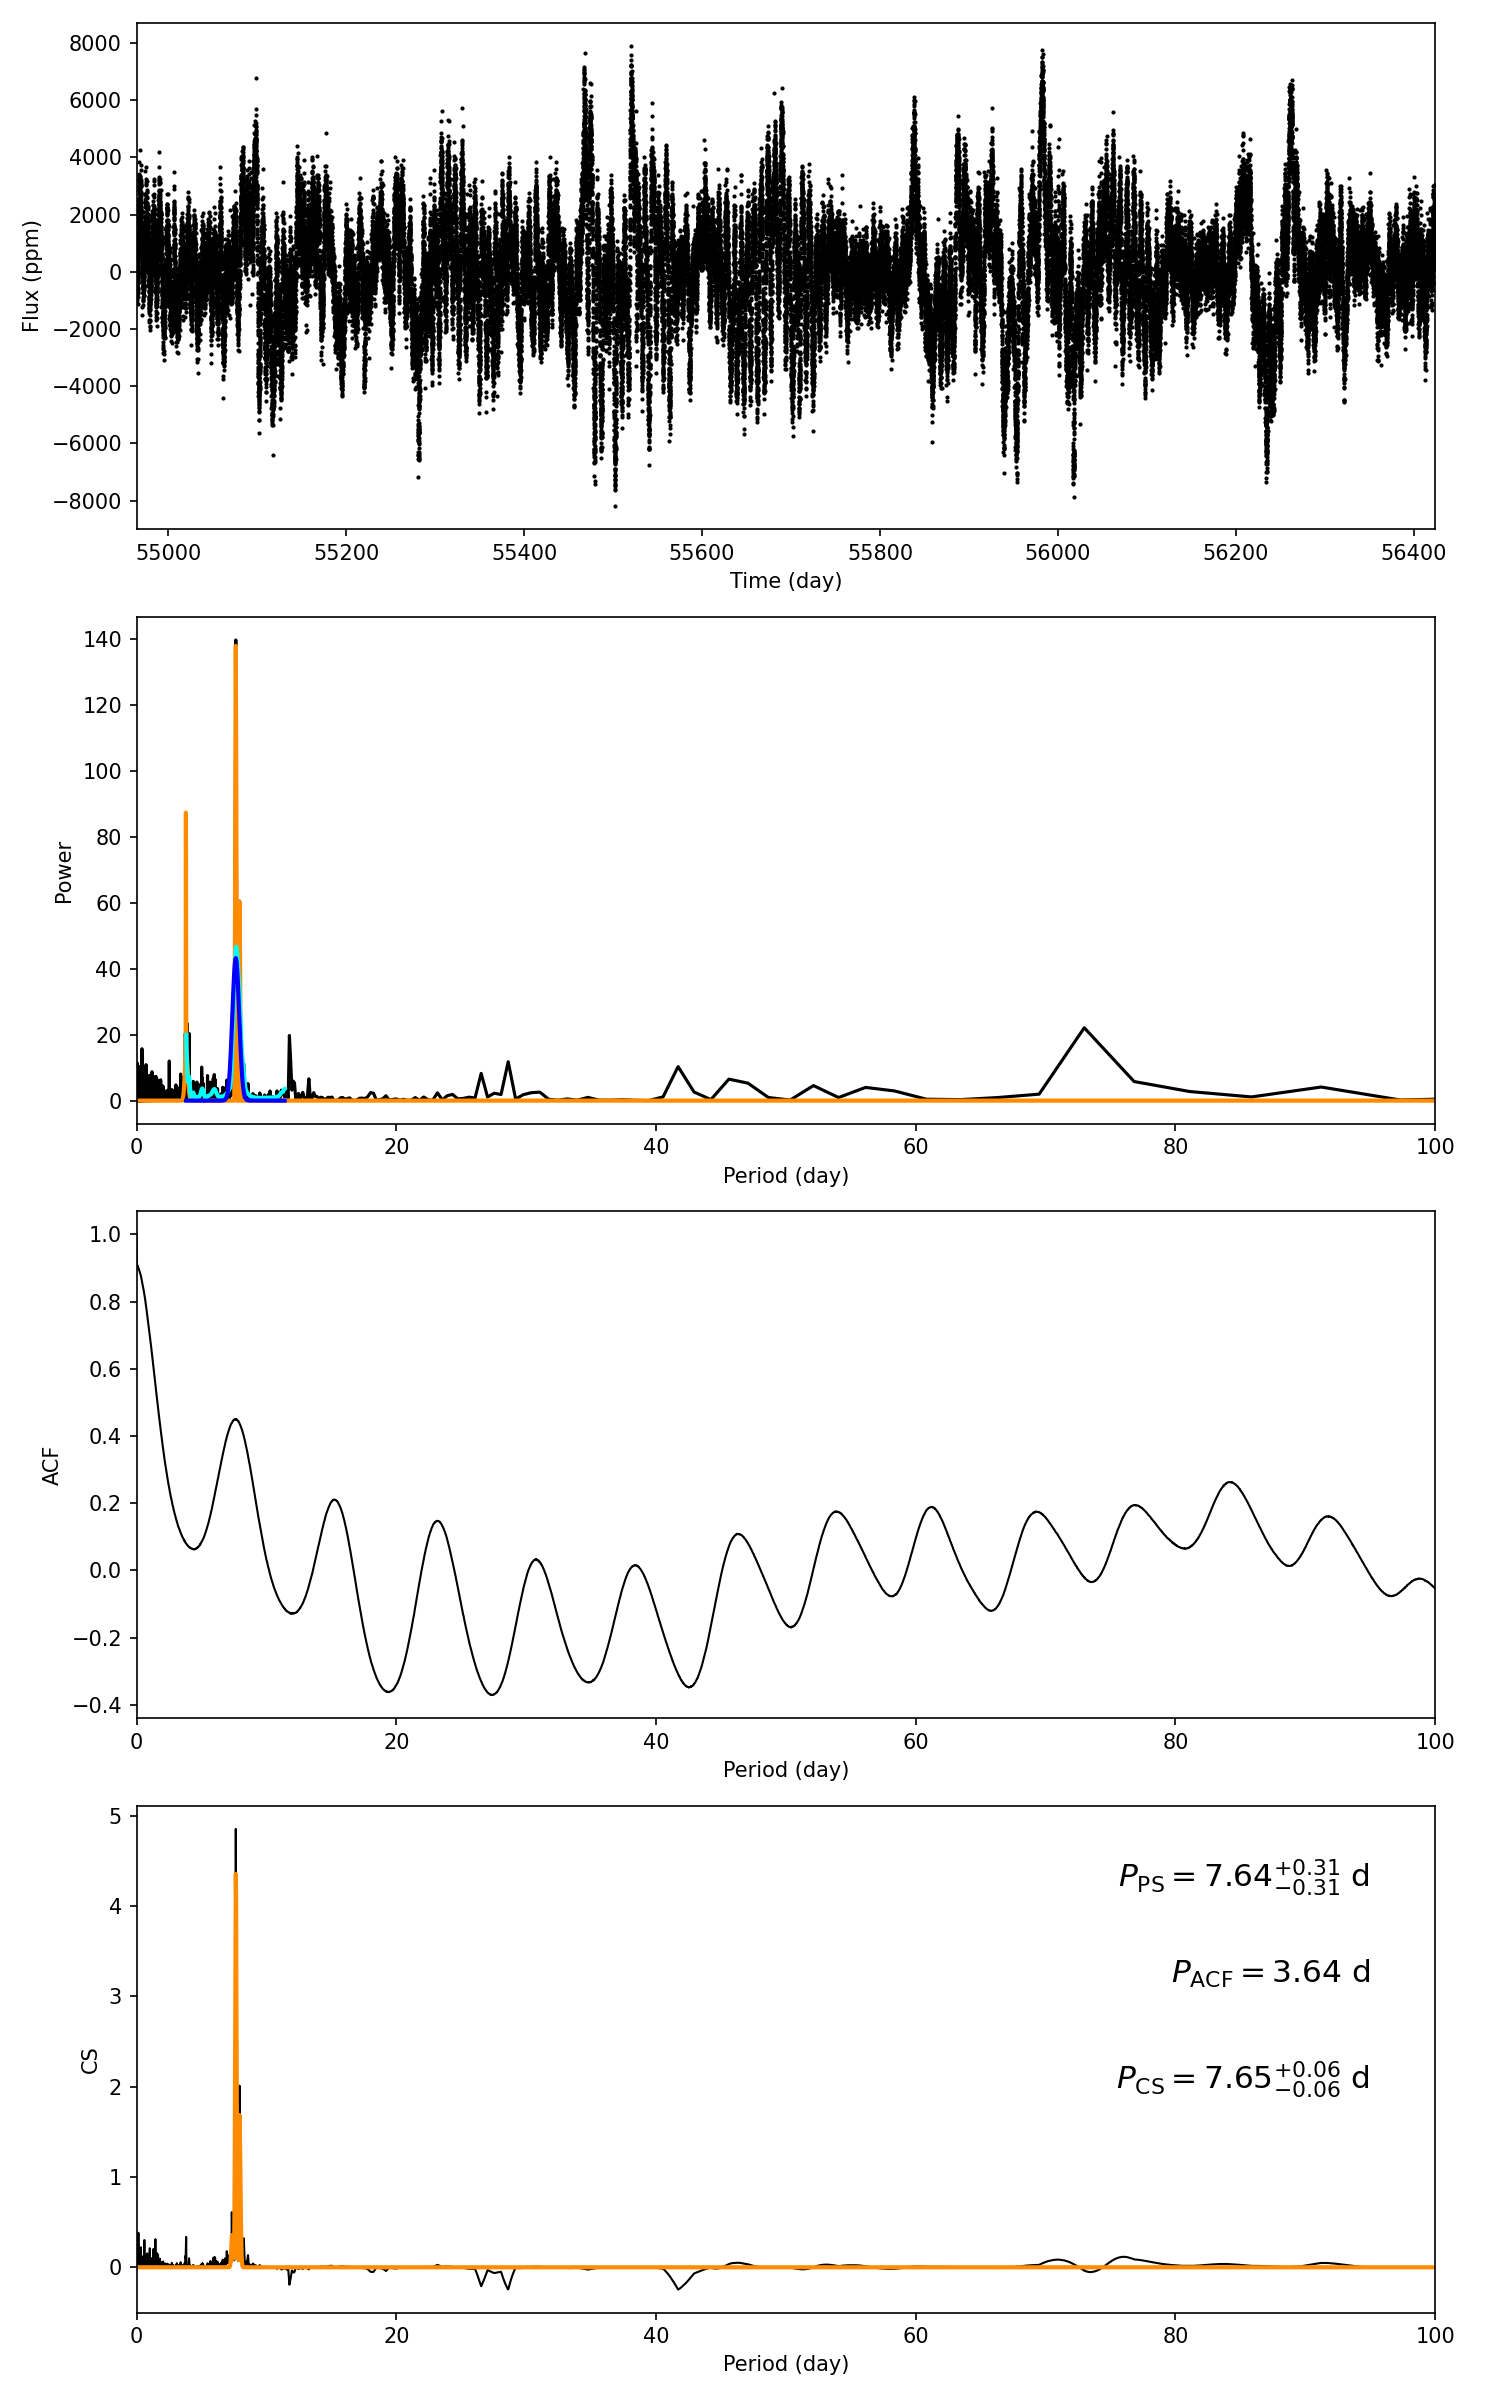 8000
6000
4000
2000
0
−2000
−4000
−6000
−8000
Flux (ppm)
55000 55200 55400 55600 55800 56000 56200 56400
Time (day)
140
120
100
80
60
40
20
0
Power
0 20 40 60 80 100
Period (day)
1.0
0.8
0.6
0.4
0.2
0.0
−0.2
−0.4
ACF
0 20 40 60 80 100
Period (day)
5
4
3
2
1
0
CS
P_PS = 7.64 +0.31 −0.31 d
P_ACF = 3.64 d
P_CS = 7.65 +0.06 −0.06 d
0 20 40 60 80 100
Period (day)